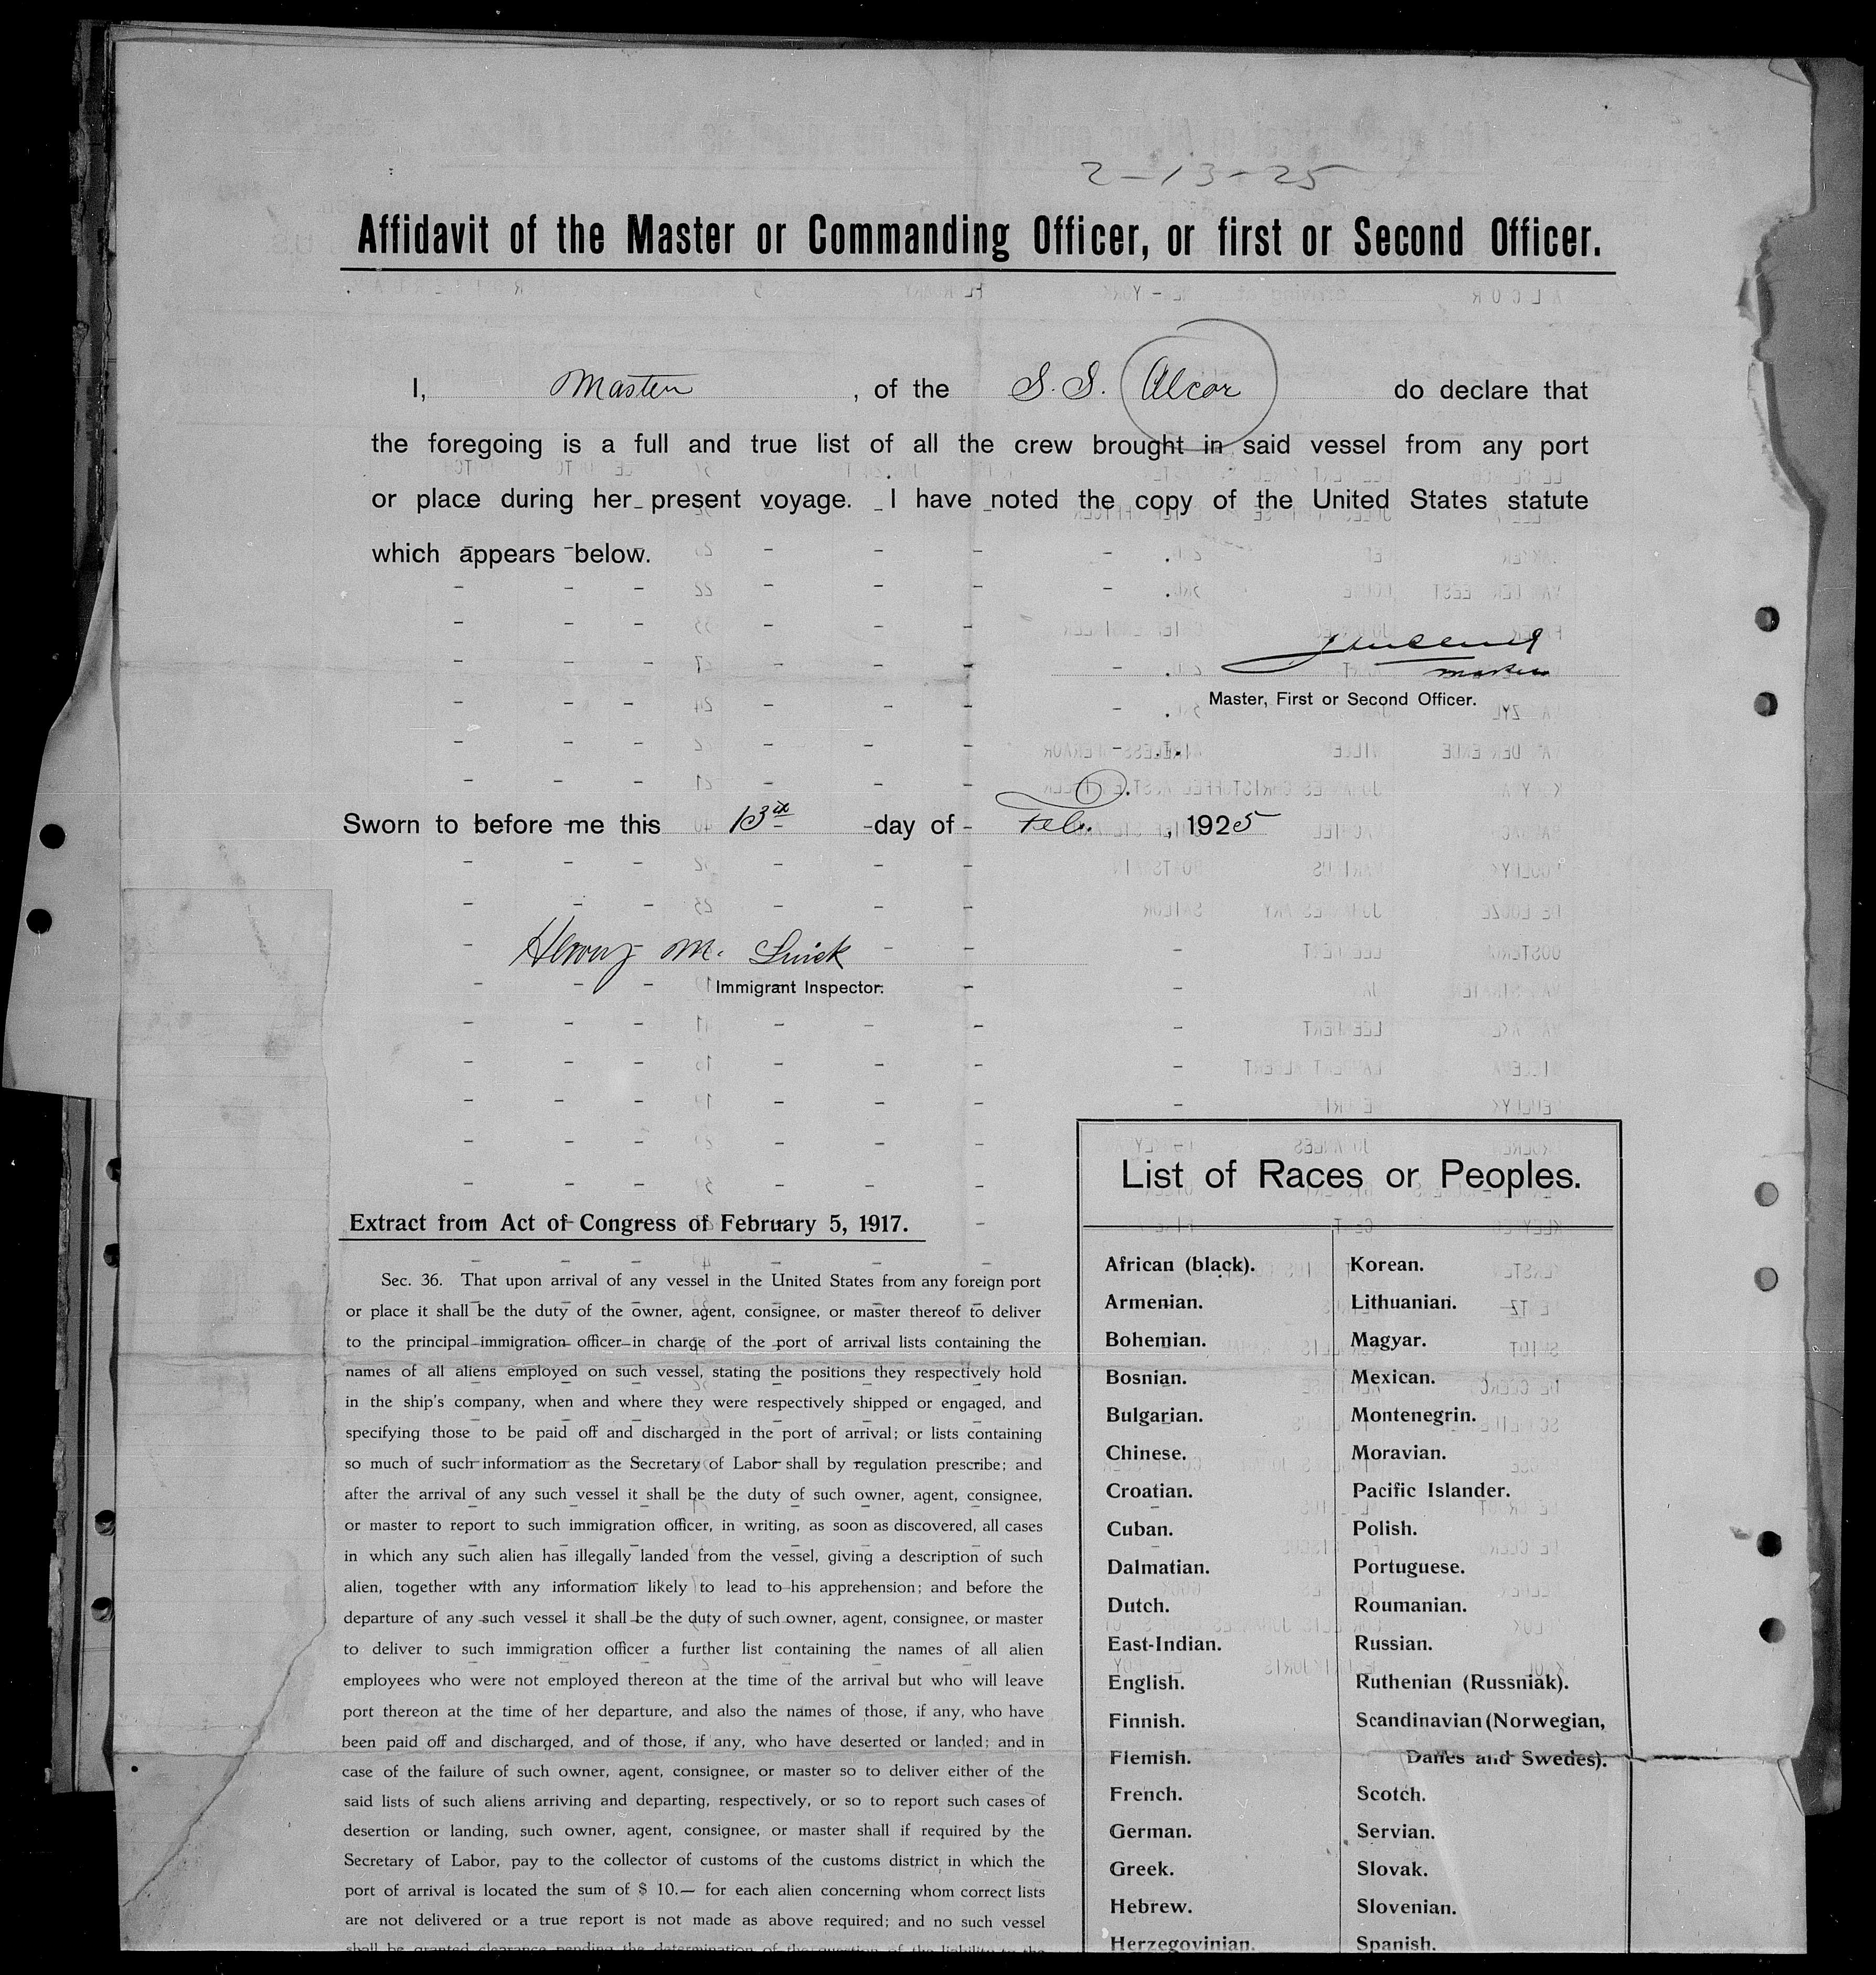 2-13-25
Affidavit of the Master or Commanding Officer, or first or Second Officer.
I, Master, of the S. S. Alcor do declare that
the foregoing is a full and true list of all the crew brought in said vessel from any port
or place during her present voyage. I have noted the copy of the United States statute
which appears below.
Master
Master, First or Second Officer.
Sworn to before me this 13th day of Feb., 1925
M.
Immigrant Inspector.
Extract from Act of Congress of February 5, 1917.
Sec. 36. That upon arrival of any vessel in the United States from any foreign port
or place it shall be the duty of the owner, agent, consignee, or master thereof to deliver
to the principal immigration officer in charge of the port of arrival lists containing the
names of all aliens employed on such vessel, stating the positions they respectively hold
in the ship's company, when and where they were respectively shipped or engaged, and
specifying those to be paid off and discharged in the port of arrival; or lists containing
so much of such information as the Secretary of Labor shall by regulation prescribe; and
after the arrival of any such vessel it shall be the duty of such owner, agent, consignee,
or master to report to such immigration officer, in writing, as soon as discovered, all cases
in which any such alien has illegally landed from the vessel, giving a description of such
alien, together with any information likely to lead to his apprehension; and before the
departure of any such vessel it shall be the duty of such owner, agent, consignee, or master
to deliver to such immigration officer a further list containing the names of all alien
employees who were not employed thereon at the time of the arrival but who will leave
port thereon at the time of her departure, and also the names of those, if any, who have
been paid off and discharged, and of those, if any, who have deserted or landed; and in
case of the failure of such owner, agent, consignee, or master so to deliver either of the
said lists of such aliens arriving and departing, respectively, or so to report such cases of
desertion or landing, such owner, agent, consignee, or master shall if required by the
Secretary of Labor, pay to the collector of customs of the customs district in which the
port of arrival is located the sum of $ 10.— for each alien concerning whom correct lists
are not delivered or a true report is not made as above required; and no such vessel
shall be granted clearance pending the determination of the question of the liability to the
List of Races or Peoples.
African (black).
Armenian.
Bohemian.
Bosnian.
Bulgarian.
Chinese.
Croatian.
Cuban.
Dalmatian.
Dutch.
East-Indian.
English.
Finnish.
Flemish.
French.
German.
Greek.
Hebrew.
Herzegovinian.
Korean.
Lithuanian.
Magyar.
Mexican.
Montenegrin.
Moravian.
Pacific Islander.
Polish.
Portuguese.
Roumanian.
Russian.
Ruthenian (Russniak).
Scandinavian (Norwegian,
Danes and Swedes).
Scotch.
Servian.
Slovak.
Slovenian.
Spanish.